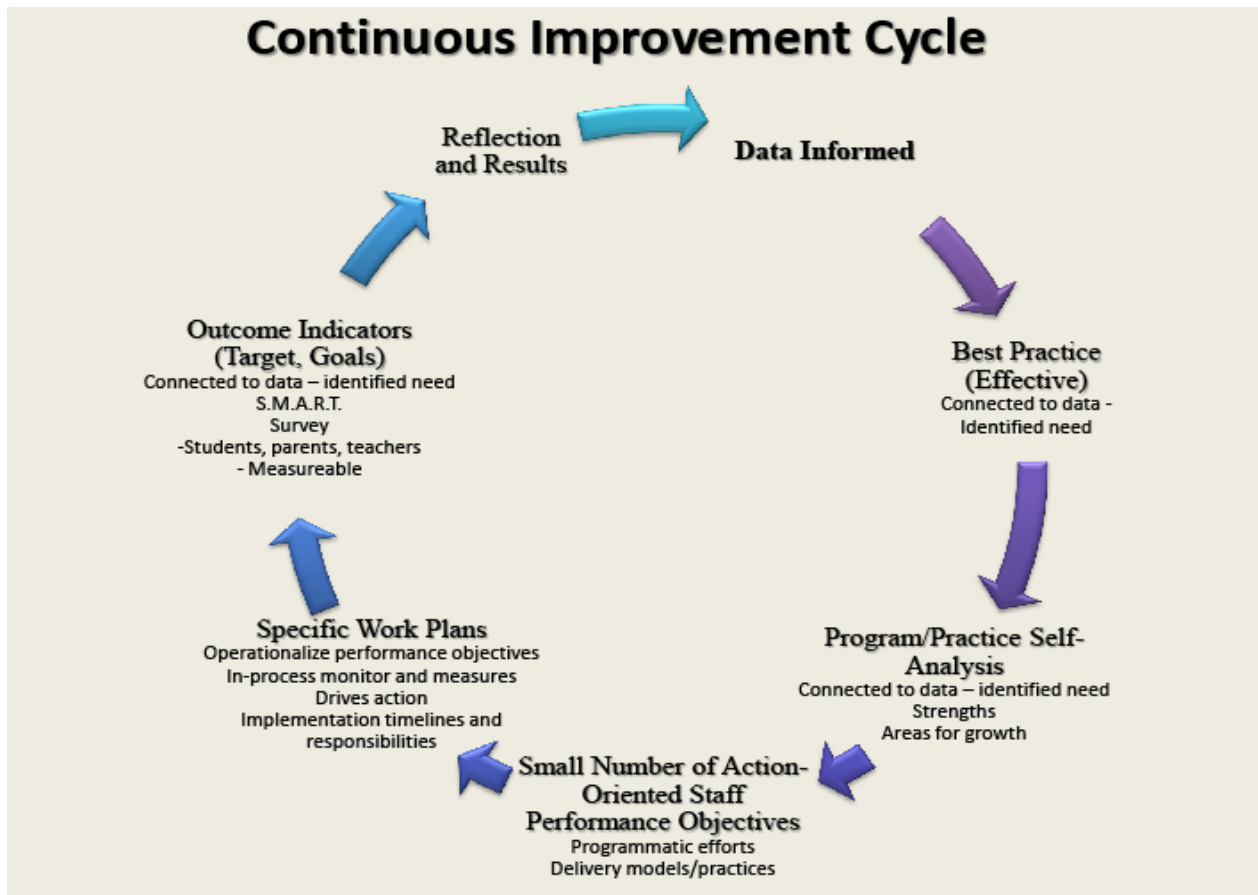 Continuous Improvement Cycle
Reflection
and Results
Data Informed
Best Practice
(Effective)
Connected to data -
Identified need
Program/Practice Self-
Analysis
Connected to data – identified need
Strengths
Areas for growth
Small Number of Action-
Oriented Staff
Performance Objectives
Programmatic efforts
Delivery models/practices
Specific Work Plans
Operationalize performance objectives
In-process monitor and measures
Drives action
Implementation timelines and
responsibilities
Outcome Indicators
(Target, Goals)
Connected to data – identified need
S.M.A.R.T.
Survey
-Students, parents, teachers
- Measureable